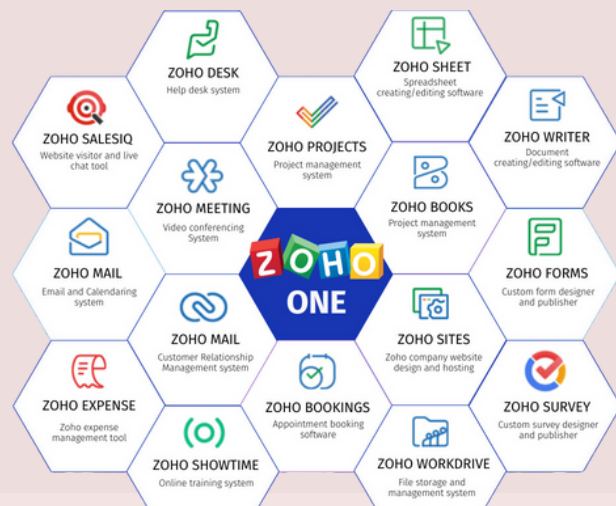 ZOHO DESK
Help desk system
ZOHO SHEET
Spreadsheet
creating/editing software
ZOHO SALESIQ
Website visitor and live
chat tool
ZOHO PROJECTS
Project management
system
ZOHO WRITER
Document
creating/editing software
ZOHO MEETING
Video conferencing
System
ZOHO BOOKS
Project management
system
ZOHO MAIL
Email and Calendaring
system
ZOHO
ONE
ZOHO FORMS
Custom form designer
and publisher
ZOHO MAIL
Customer Relationship
Management system
ZOHO SITES
Zoho company website
design and hosting
ZOHO EXPENSE
Zoho expense
management tool
ZOHO BOOKINGS
Appointment booking
software
ZOHO SURVEY
Custom survey designer
and publisher
ZOHO SHOWTIME
Online training system
ZOHO WORKDRIVE
File storage and
management system